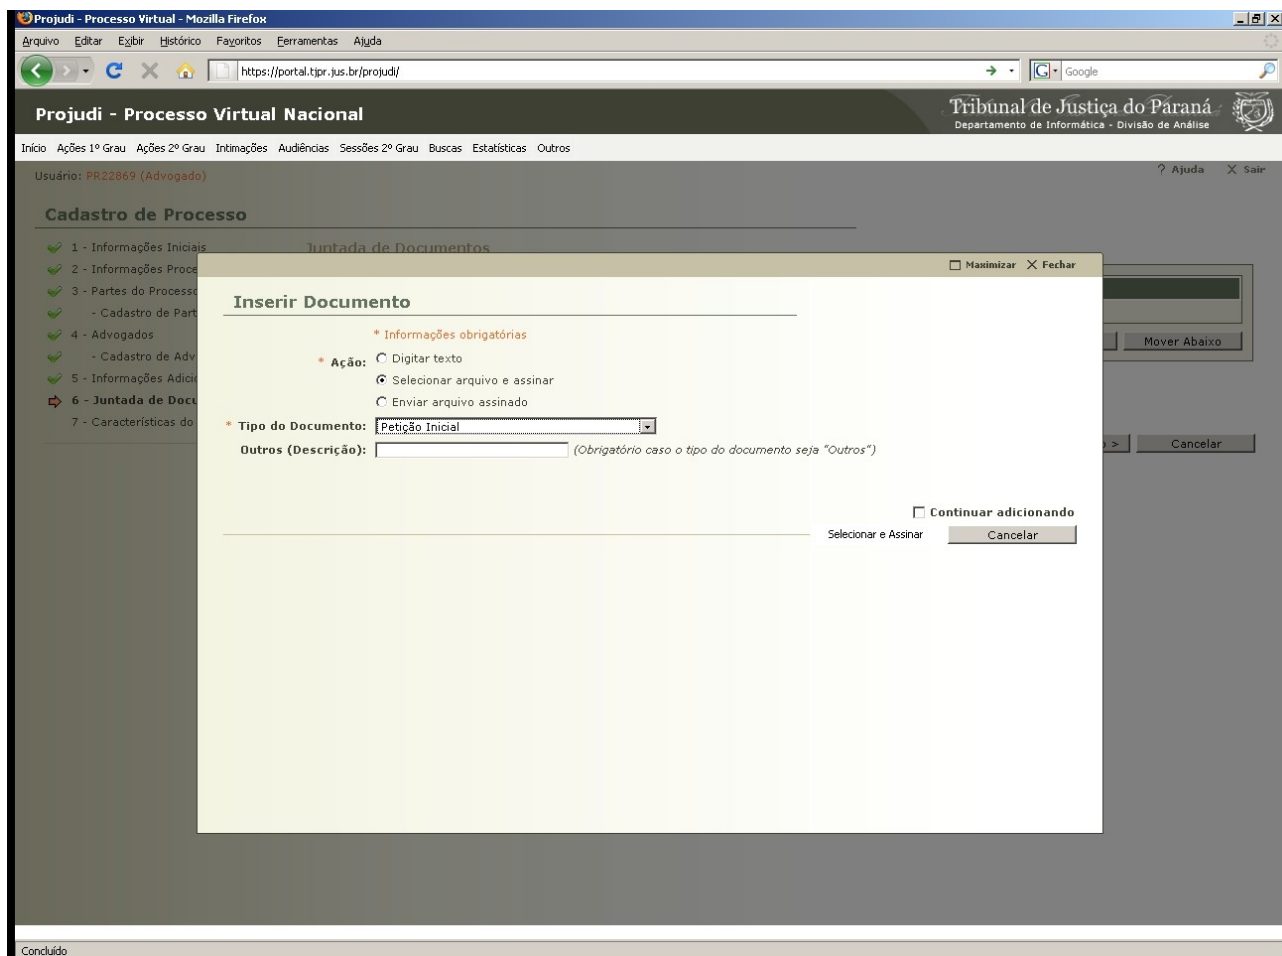 Projudi - Processo Virtual - Mozilla Firefox
Arquivo Editar Exibir Histórico Favoritos Ferramentas Ajuda
https://portal.tjpr.jus.br/projudi/
G Google
Projudi - Processo Virtual Nacional
Tribunal de Justiça do Paraná
Departamento de Informática - Divisão de Análise
Início Ações 1º Grau Ações 2º Grau Intimações Audiências Sessões 2º Grau Buscas Estatísticas Outros
Usuário: PR22869 (Advogado)
? Ajuda X Sair
Cadastro de Processo
1 - Informações Iniciais
Juntada de Documentos
2 - Informações Proce
3 - Partes do Processo
- Cadastro de Part
4 - Advogados
- Cadastro de Adv
5 - Informações Adicio
6 - Juntada de Docu
7 - Características do
Maximizar X Fechar
Inserir Documento
* Informações obrigatórias
* Ação:
Digitar texto
Selecionar arquivo e assinar
Enviar arquivo assinado
* Tipo do Documento: Petição Inicial
Outros (Descrição): (Obrigatório caso o tipo do documento seja "Outros")
Continuar adicionando
Selecionar e Assinar Cancelar
Mover Abaixo
> Cancelar
Concluído